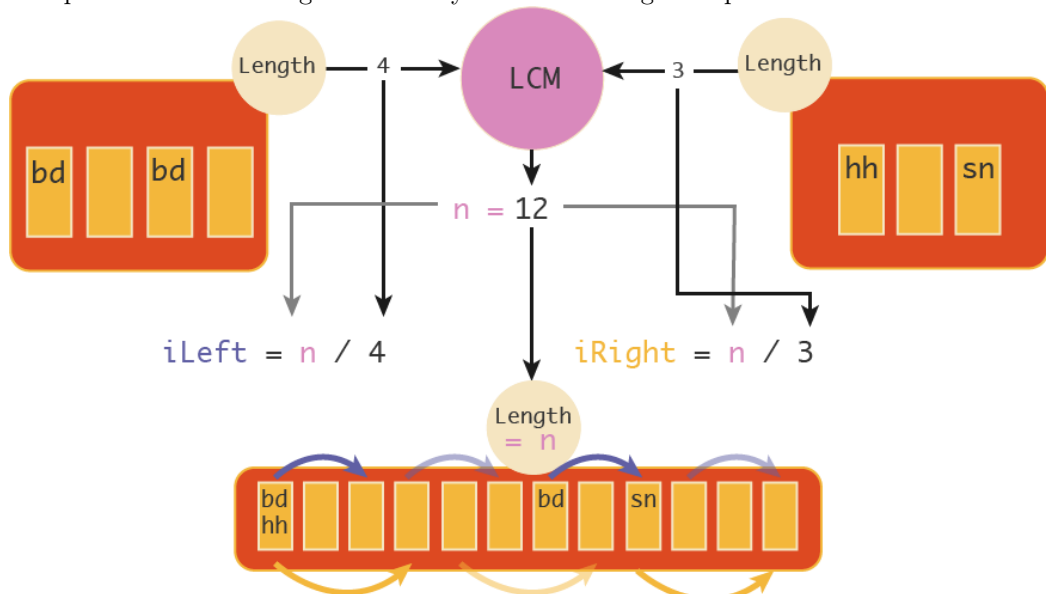 Length
4
LCM
3
Length
bd
bd
hh
sn
n = 12
iLeft = n / 4
iRight = n / 3
Length
= n
bd
hh
bd
sn